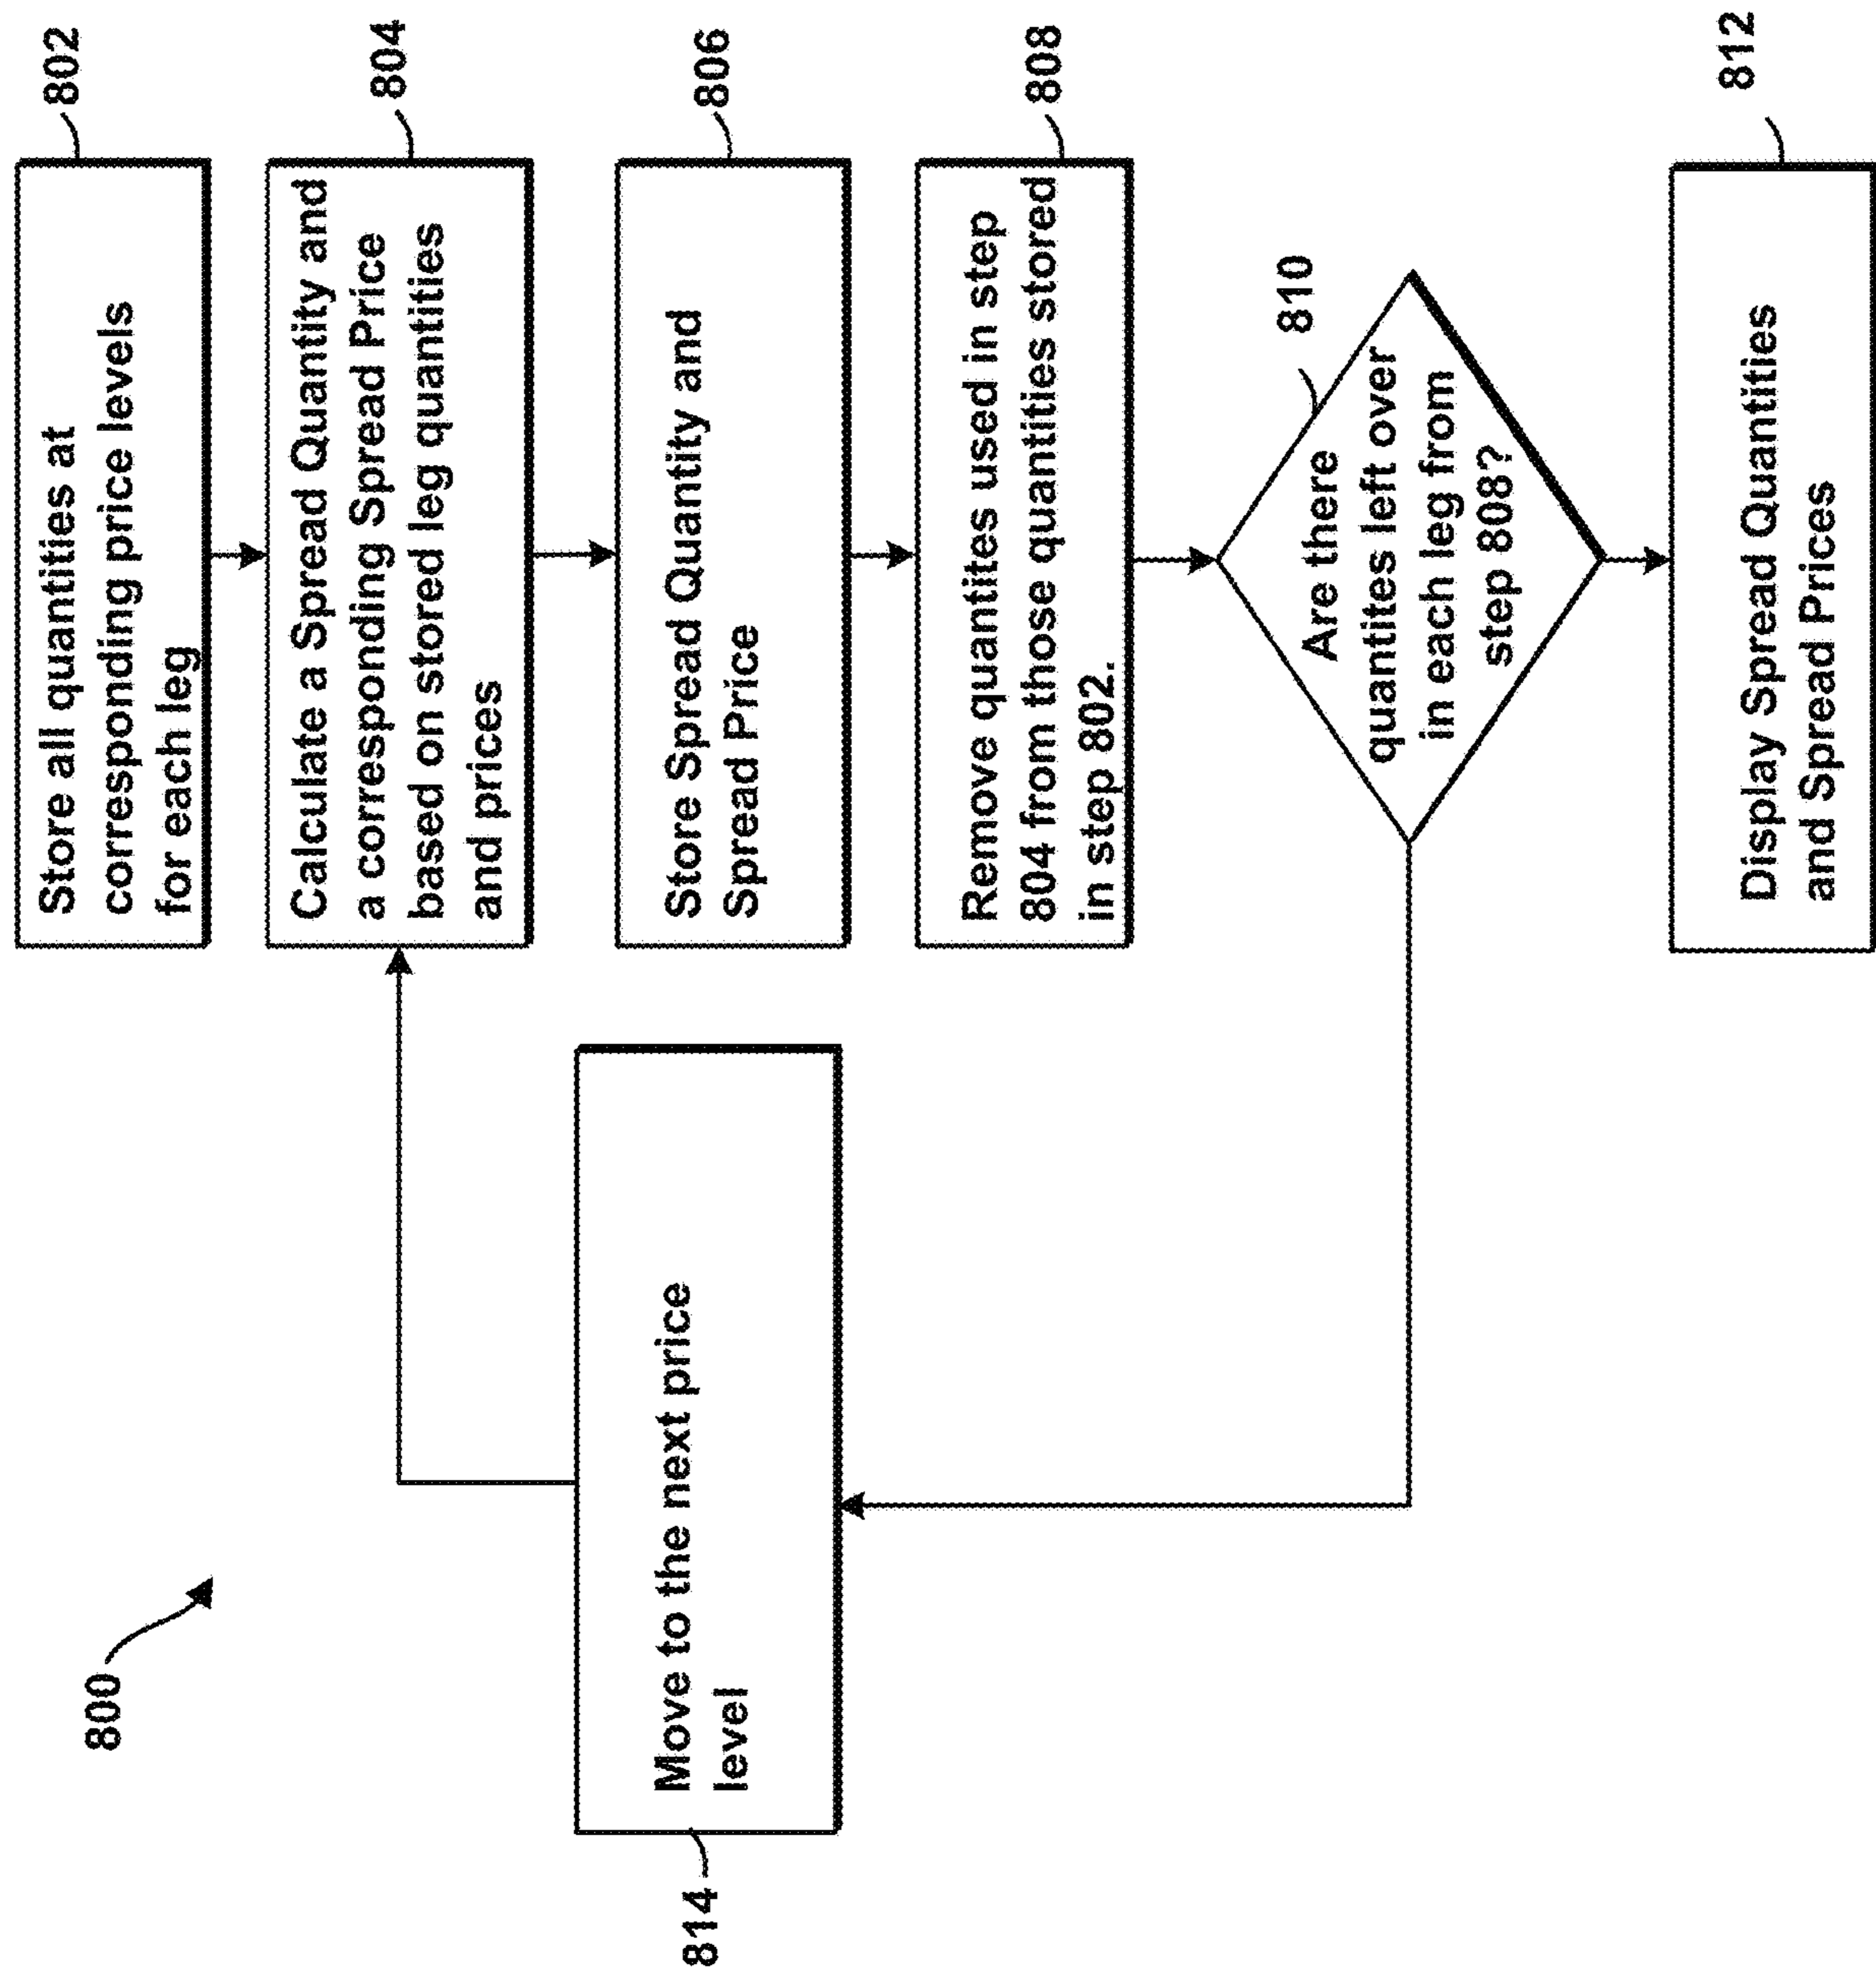 800
802
Store all quantities at
corresponding price levels
for each leg
804
Calculate a Spread Quantity and
a corresponding Spread Price
based on stored leg quantities
and prices
806
Store Spread Quantity and
Spread Price
808
Remove quantites used in step
804 from those quantities stored
in step 802.
810
Are there
quantites left over
in each leg from
step 808?
812
Display Spread Quantities
and Spread Prices
814
Move to the next price
level